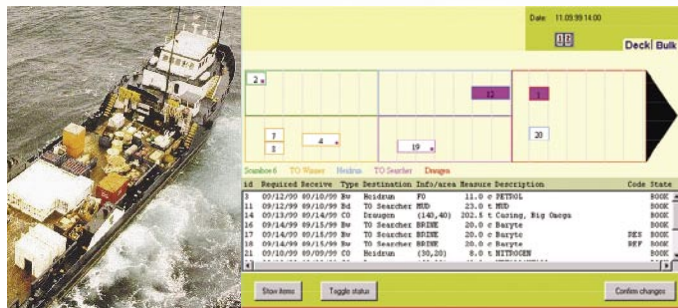 Date: 11.09.99 14.00
12
Deck Bulk
2
12
1
7
8
4
19
20
Scarabeo 6 TO Winner Heidrun TO Searcher Draugen
id Required Receive Type Destination Info/area Measure Description Code State
3 09/12/99 09/10/99 Bw Heidrun FO 11.0 c PETROL BOOK
11 09/12/99 09/10/99 Bd TO Searcher MUD 23.0 t MUD BOOK
14 09/13/99 09/14/99 CO Draugen (140,40) 202.5 t Casing, Big Omega BOOK
16 09/14/99 09/15/99 Bw TO Searcher BRINE 20.0 c Baryte BOOK
17 09/14/99 09/15/99 Bw TO Searcher BRINE 20.0 c Baryte DES BOOK
18 09/14/99 09/15/99 Bw TO Searcher BRINE 20.0 c Baryte REF BOOK
21 09/10/99 09/09/99 CO Heidrun (30,20) 8.0 t NITROGEN BOOK
Show items Toggle status Confirm changes